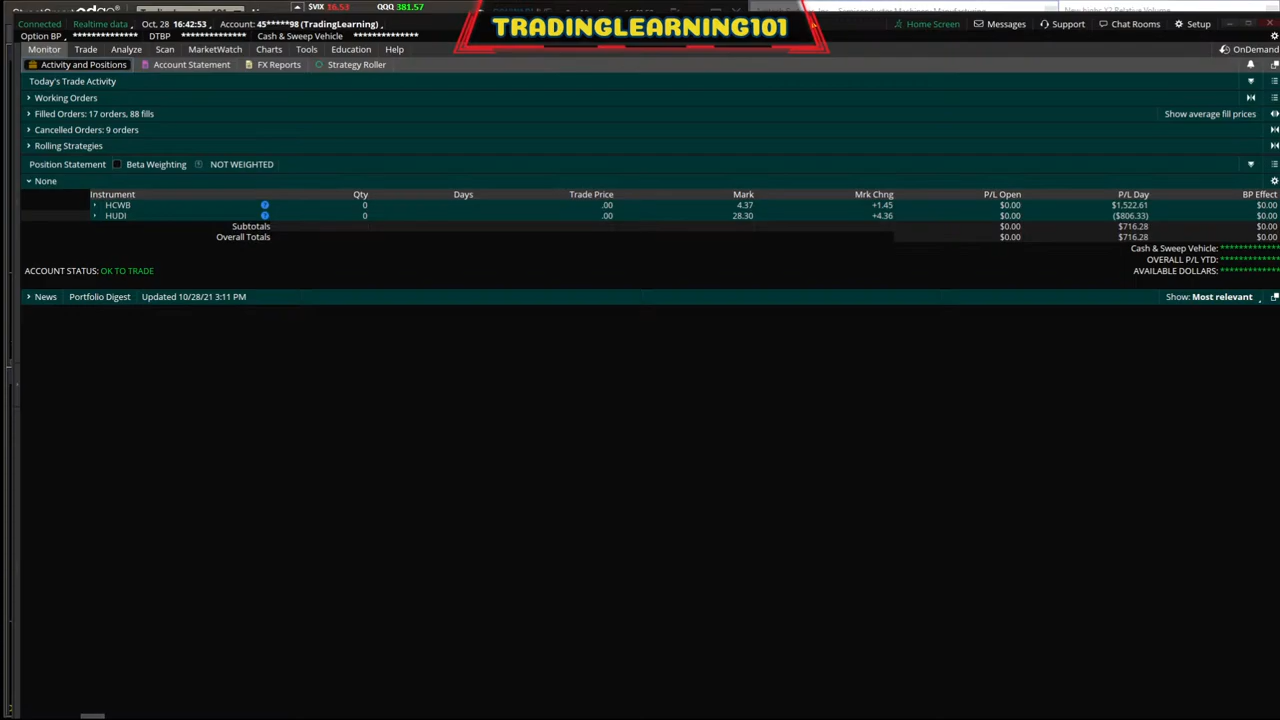 $VIX 16.53 QQQ 381.57
TRADINGLEARNING101
Connected Realtime data Oct, 28 16:42:53 Account: 45*****98 (TradingLearning) Home Screen Messages Support Chat Rooms Setup
Option BP ************** DTBP ************** Cash & Sweep Vehicle **************
Monitor Trade Analyze Scan MarketWatch Charts Tools Education Help OnDemand
Activity and Positions Account Statement FX Reports Strategy Roller
Today's Trade Activity
Working Orders
Filled Orders: 17 orders, 88 fills Show average fill prices
Cancelled Orders: 9 orders
Rolling Strategies
Position Statement Beta Weighting NOT WEIGHTED
None
Instrument Qty Days Trade Price Mark Mrk Chng P/L Open P/L Day BP Effect
HCWB ? 0 .00 4.37 +1.45 $0.00 $1,522.61 $0.00
HUDI ? 0 .00 28.30 +4.36 $0.00 ($806.33) $0.00
Subtotals $0.00 $716.28 $0.00
Overall Totals $0.00 $716.28 $0.00
Cash & Sweep Vehicle: **************
OVERALL P/L YTD: **************
ACCOUNT STATUS: OK TO TRADE AVAILABLE DOLLARS: **************
News Portfolio Digest Updated 10/28/21 3:11 PM Show: Most relevant